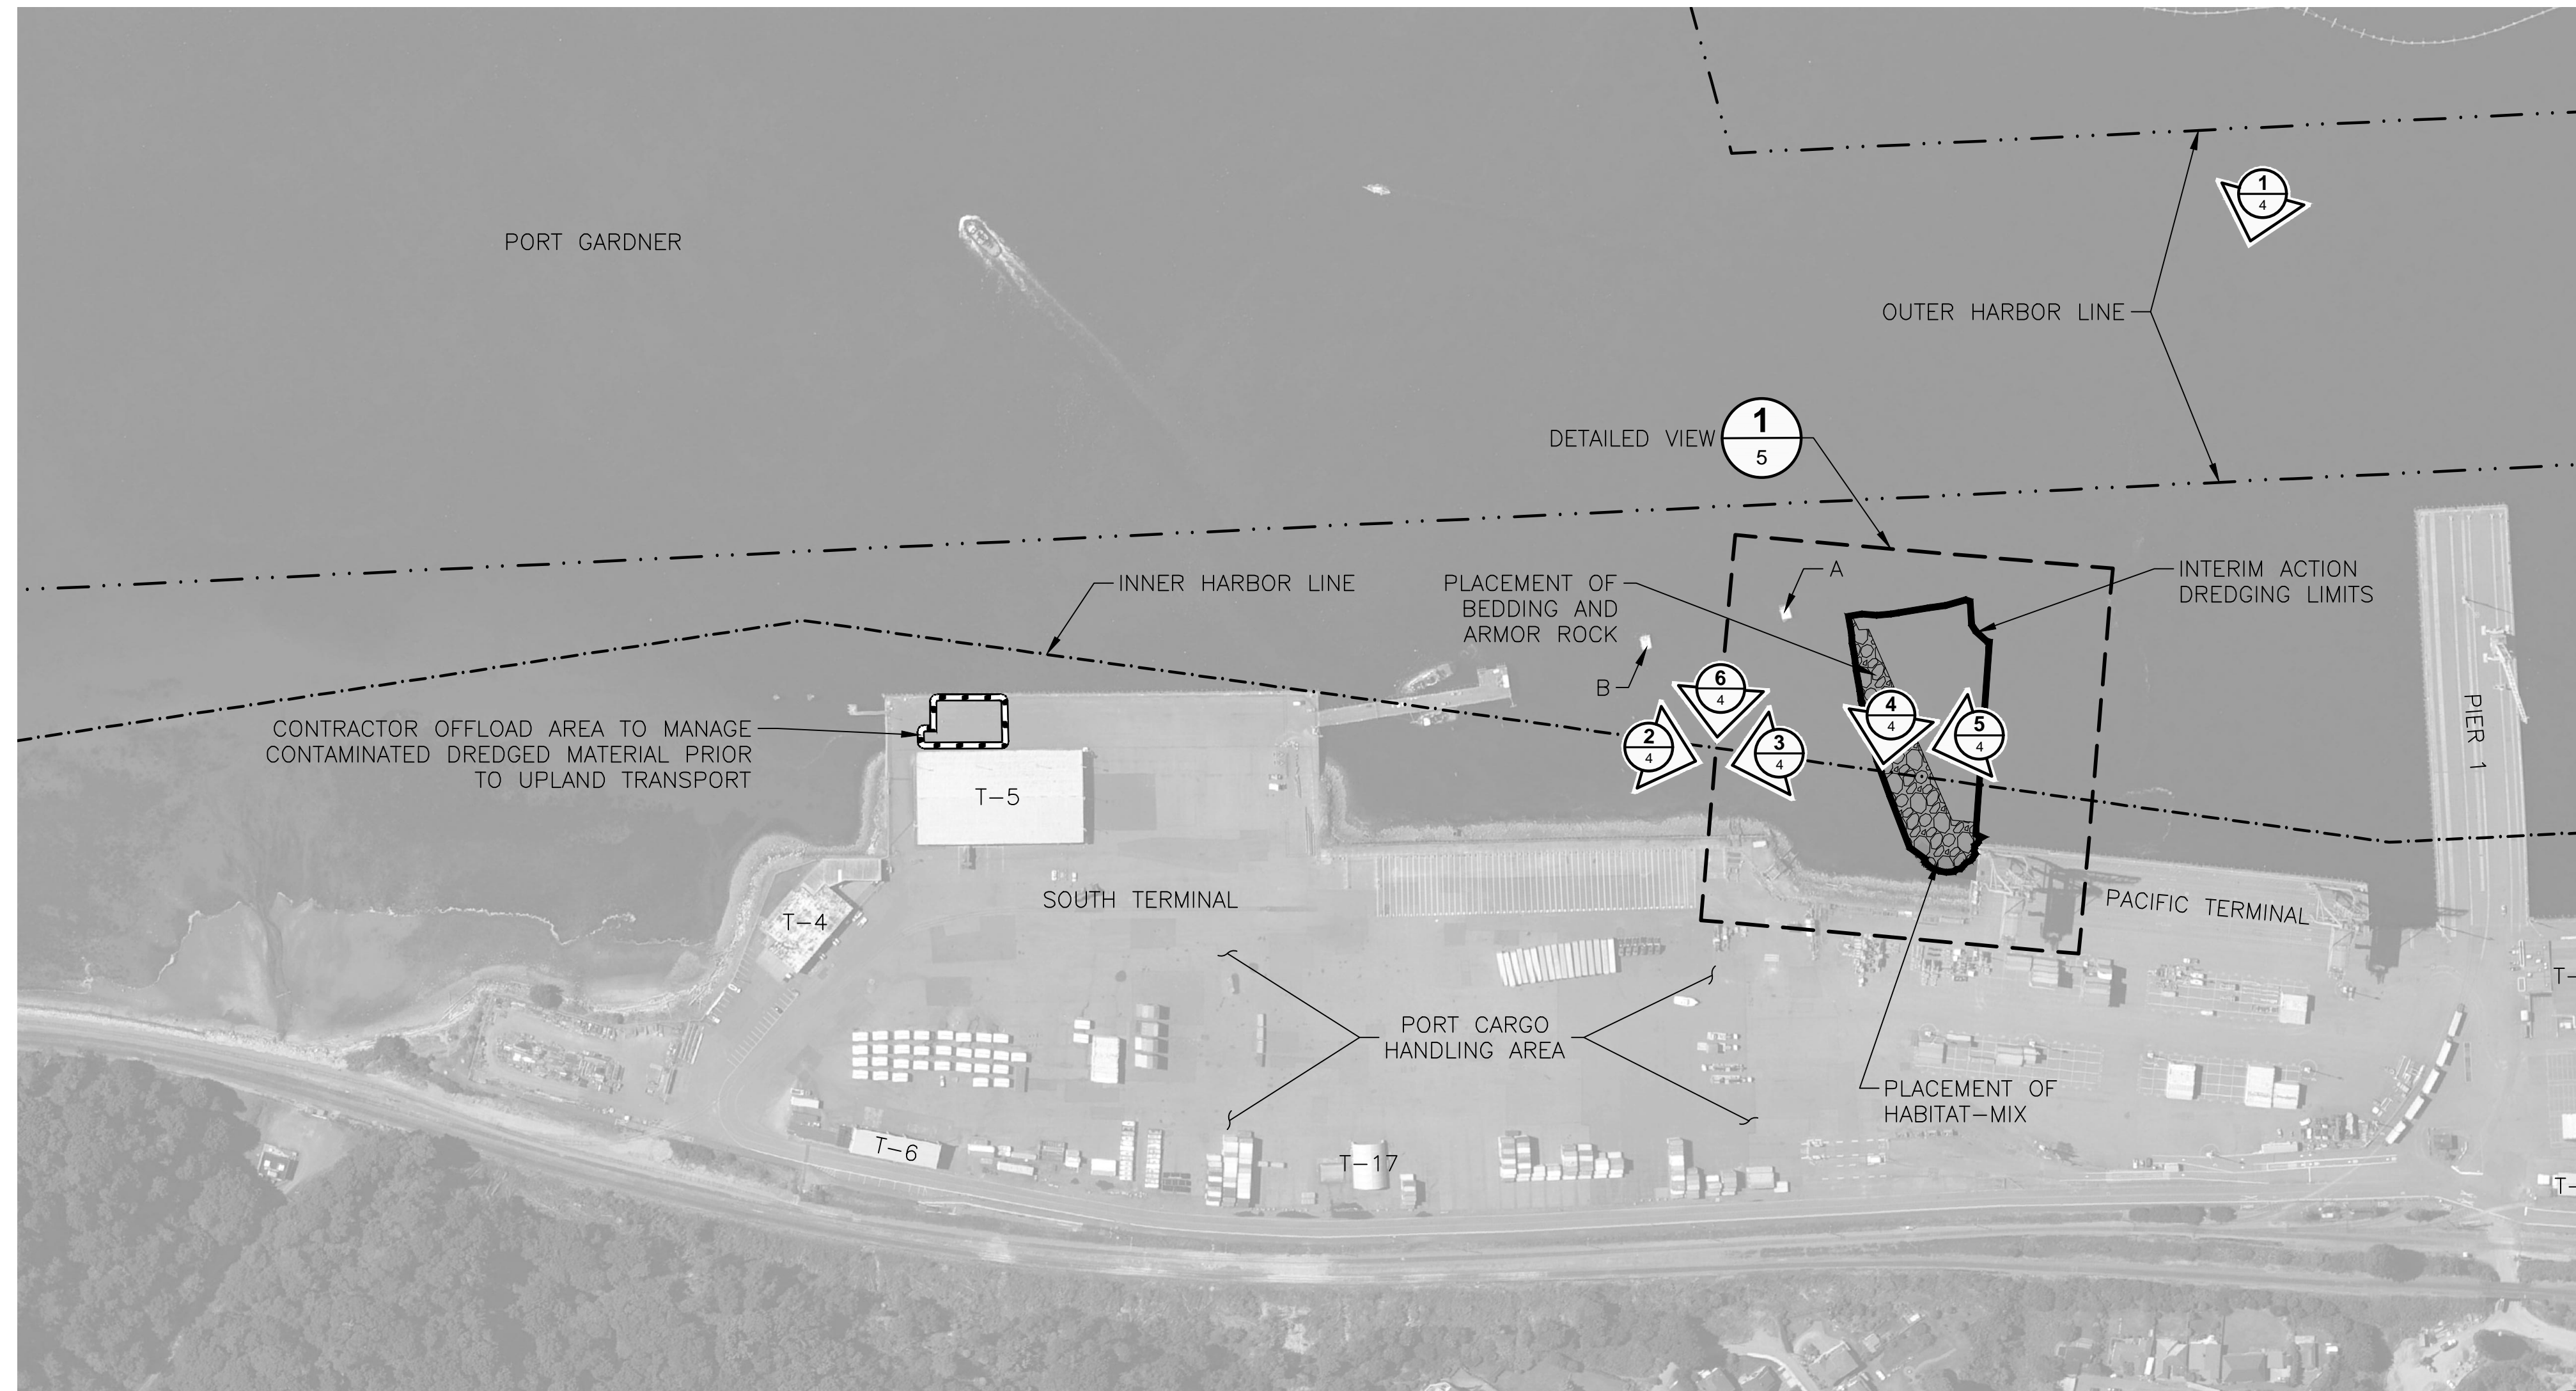 1
4
PORT GARDNER
OUTER HARBOR LINE
DETAILED VIEW
1
5
INNER HARBOR LINE
PLACEMENT OF
BEDDING AND
ARMOR ROCK
A
INTERIM ACTION
DREDGING LIMITS
B
6
4
4
4
5
4
2
4
3
4
PIER 1
CONTRACTOR OFFLOAD AREA TO MANAGE
CONTAMINATED DREDGED MATERIAL PRIOR
TO UPLAND TRANSPORT
T-5
T-4
SOUTH TERMINAL
PACIFIC TERMINAL
T-
PORT CARGO
HANDLING AREA
PLACEMENT OF
HABITAT-MIX
T-6
T-17
T-